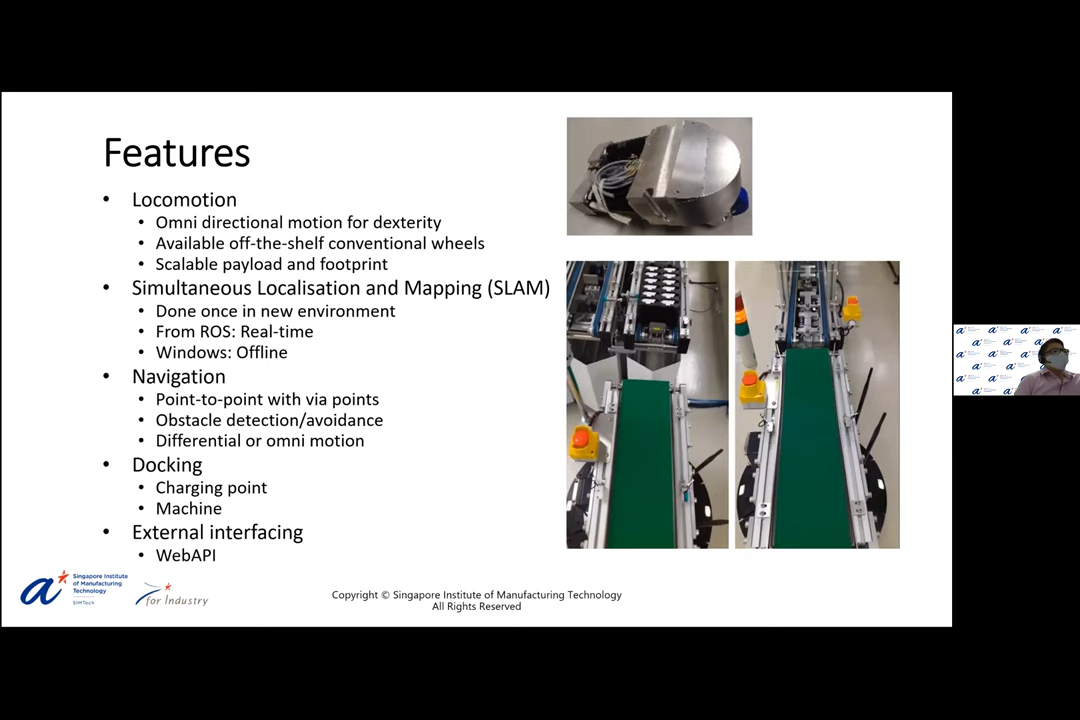 Features
• Locomotion
• Omni directional motion for dexterity
• Available off-the-shelf conventional wheels
• Scalable payload and footprint
• Simultaneous Localisation and Mapping (SLAM)
• Done once in new environment
• From ROS: Real-time
• Windows: Offline
• Navigation
• Point-to-point with via points
• Obstacle detection/avoidance
• Differential or omni motion
• Docking
• Charging point
• Machine
• External interfacing
• WebAPI
Singapore Institute
of Manufacturing
Technology
SIMTech
for Industry
Copyright © Singapore Institute of Manufacturing Technology
All Rights Reserved